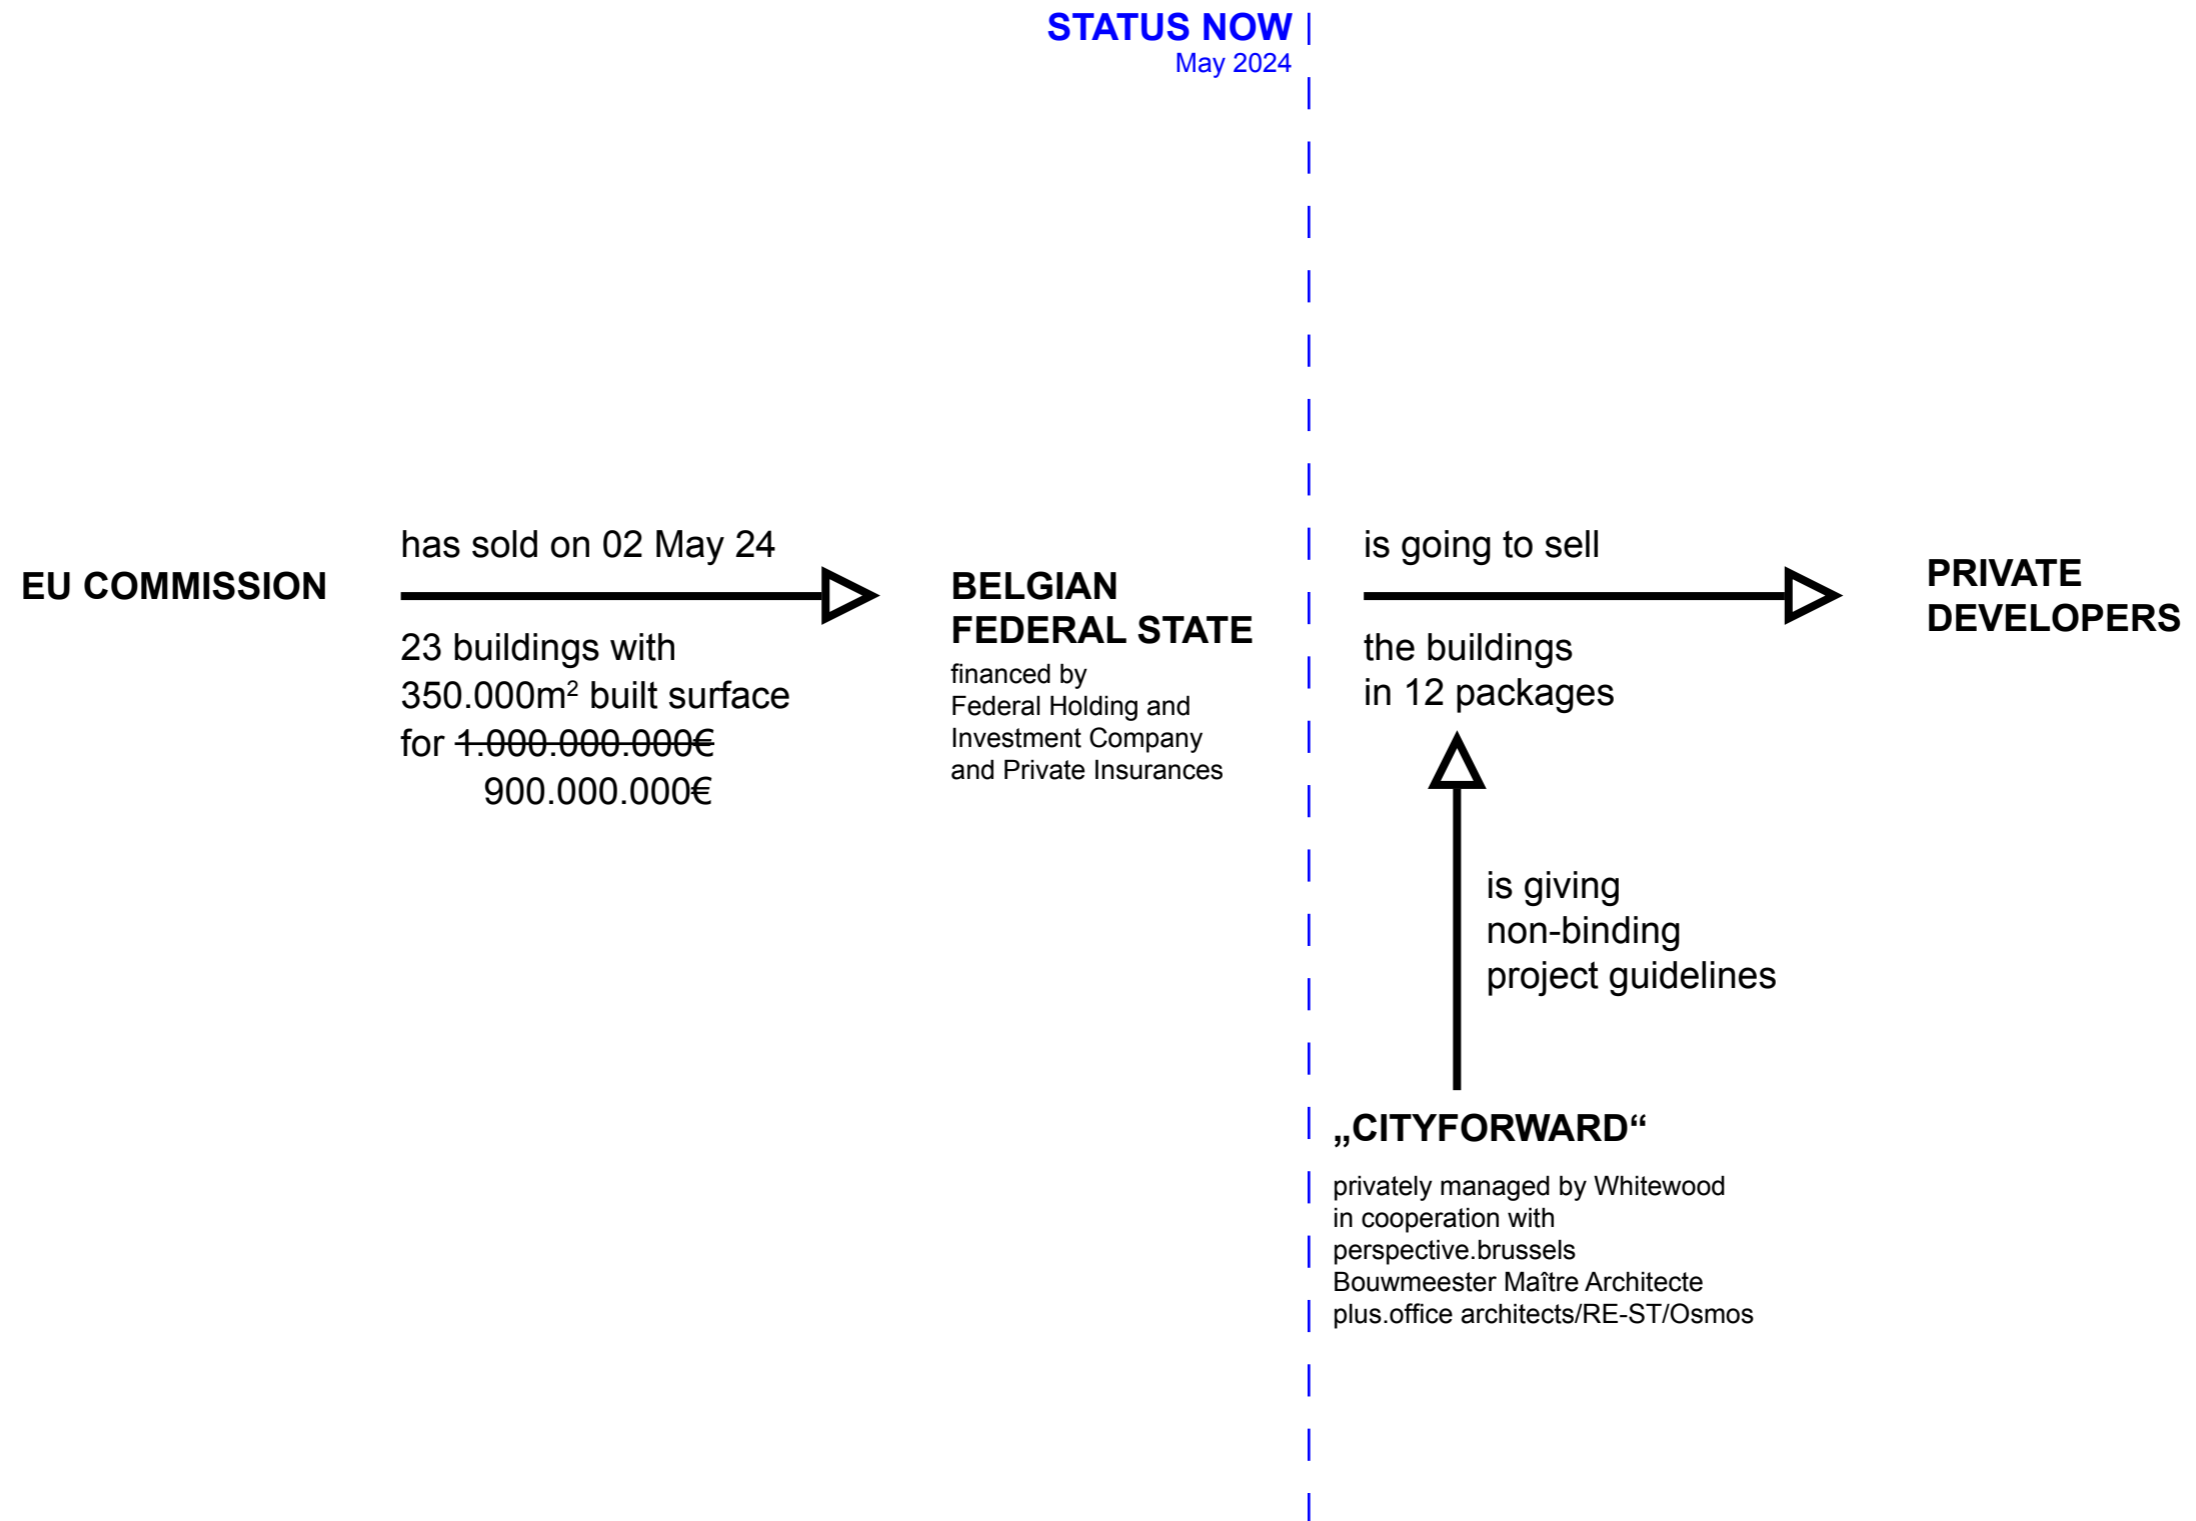 STATUS NOW
May 2024
EU COMMISSION
has sold on 02 May 24
23 buildings with
350.000m² built surface
for 1.000.000.000€
900.000.000€
BELGIAN
FEDERAL STATE
financed by
Federal Holding and
Investment Company
and Private Insurances
is going to sell
the buildings
in 12 packages
PRIVATE
DEVELOPERS
is giving
non-binding
project guidelines
„CITYFORWARD“
privately managed by Whitewood
in cooperation with
perspective.brussels
Bouwmeester Maître Architecte
plus.office architects/RE-ST/Osmos